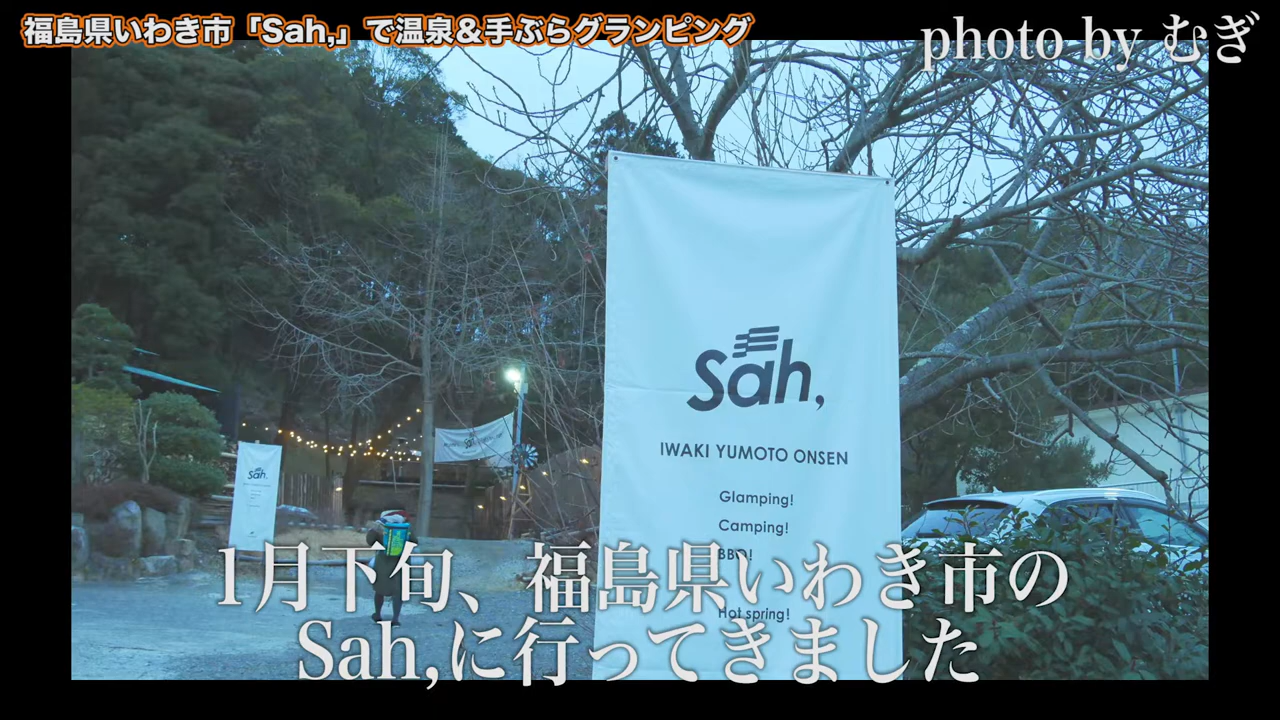 福島県いわき市「Sah,」で温泉&手ぶらグランピング
photo by むぎ
Sah,
IWAKI YUMOTO ONSEN
Glamping!
Camping!
BBQ!
Hot spring!
Sah,
1月下旬、福島県いわき市の
Sah,に行ってきました